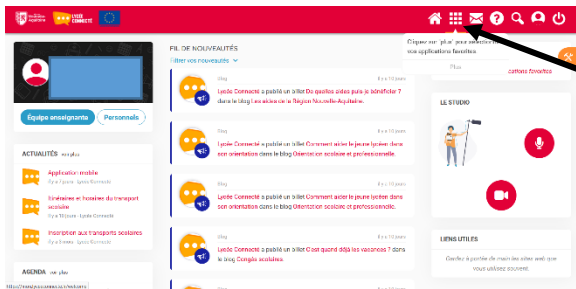 LYCÉE
CONNECTÉ
Cliquez sur 'plus' pour sélectionner
vos applications favorites
Plus
cations favorites
FIL DE NOUVEAUTÉS
Filtrer vos nouveautés
Blog
Il y a 10 jours
Lycée Connecté a publié un billet De quelles aides puis-je bénéficier ?
dans le blog Les aides de la Région Nouvelle-Aquitaine.
Blog
Il y a 10 jours
Lycée Connecté a publié un billet Comment aider le jeune lycéen dans
son orientation dans le blog Orientation scolaire et professionnelle.
Blog
Il y a 10 jours
Lycée Connecté a publié un billet Comment aider le jeune lycéen dans
son orientation dans le blog Orientation scolaire et professionnelle.
Blog
Il y a 10 jours
Lycée Connecté a publié un billet C'est quand déjà les vacances ? dans
le blog Congés scolaires.
Équipe enseignante
Personnels
ACTUALITÉS voir plus
Application mobile
Il y a 7 jours - Lycée Connecté
Itinéraires et horaires du transport
scolaire
Il y a 10 jours - Lycée Connecté
Inscription aux transports scolaires
Lycée Connecté
AGENDA voir plus
LE STUDIO
LIENS UTILES
Gardez à portée de main les sites web que
vous utilisez souvent.